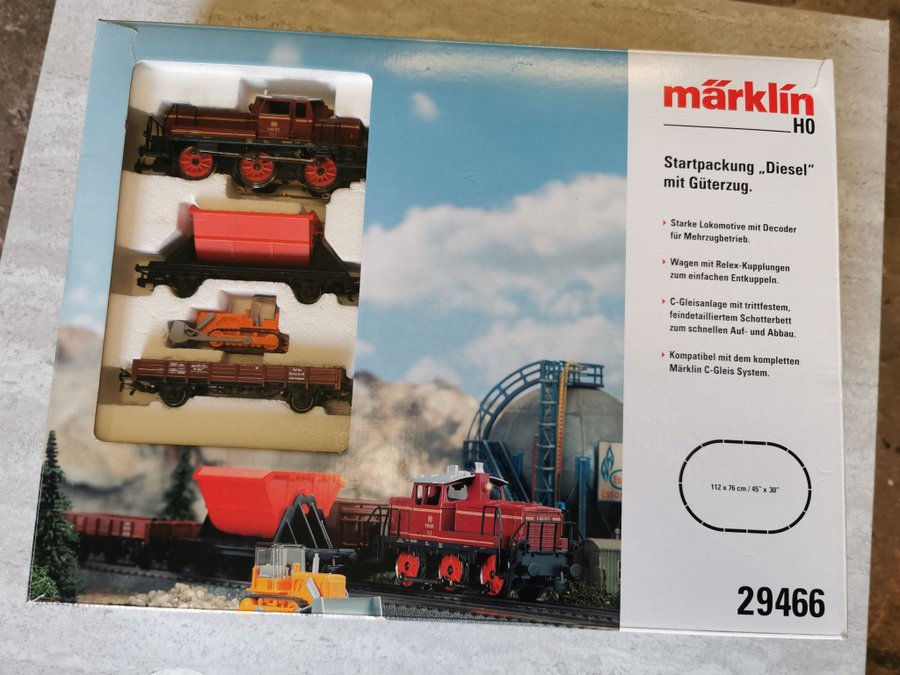 märklin
H0
Startpackung „Diesel“
mit Güterzug.
Starke Lokomotive mit Decoder
für Mehrzugbetrieb.
Wagen mit Relex-Kupplungen
zum einfachen Entkuppeln.
C-Gleisanlage mit trittfestem,
feindetailliertem Schotterbett
zum schnellen Auf- und Abbau.
Kompatibel mit dem kompletten
Märklin C-Gleis System.
112 x 76 cm / 45" x 30"
29466